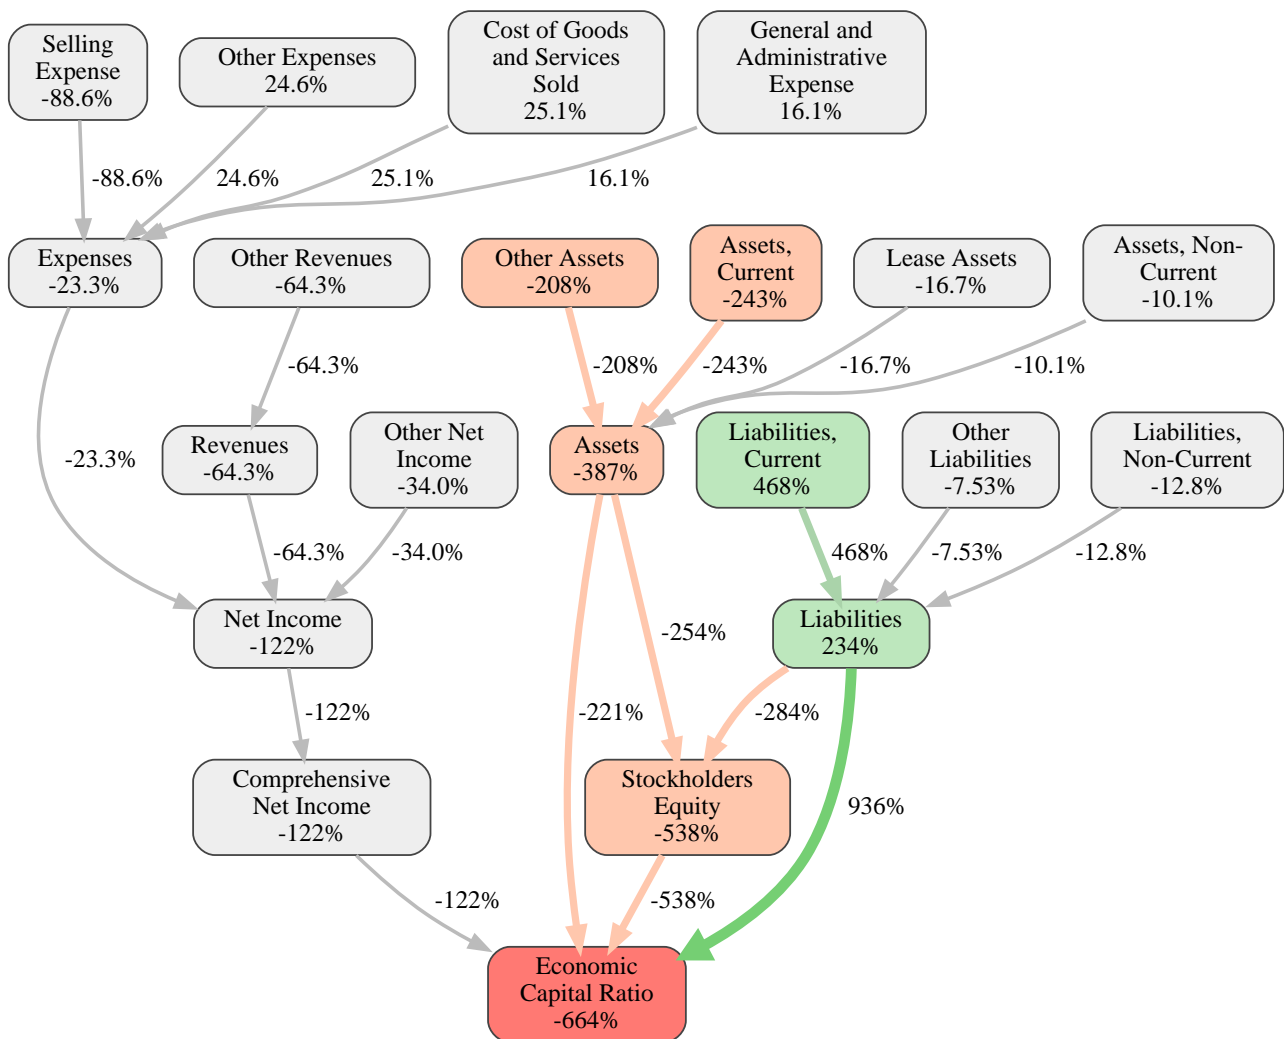 Selling
Expense
-88.6%
Other Expenses
24.6%
Cost of Goods
and Services
Sold
25.1%
General and
Administrative
Expense
16.1%
-88.6%
24.6%
25.1%
16.1%
Expenses
-23.3%
Other Revenues
-64.3%
Other Assets
-208%
Assets,
Current
-243%
Lease Assets
-16.7%
Assets, Non-
Current
-10.1%
-64.3%
-208%
-243%
-16.7%
-10.1%
-23.3%
Revenues
-64.3%
Other Net
Income
-34.0%
Assets
-387%
Liabilities,
Current
468%
Other
Liabilities
-7.53%
Liabilities,
Non-Current
-12.8%
-64.3%
-34.0%
468%
-7.53%
-12.8%
Net Income
-122%
-254%
Liabilities
234%
-122%
-221%
-284%
Comprehensive
Net Income
-122%
Stockholders
Equity
-538%
936%
-122%
-538%
Economic
Capital Ratio
-664%